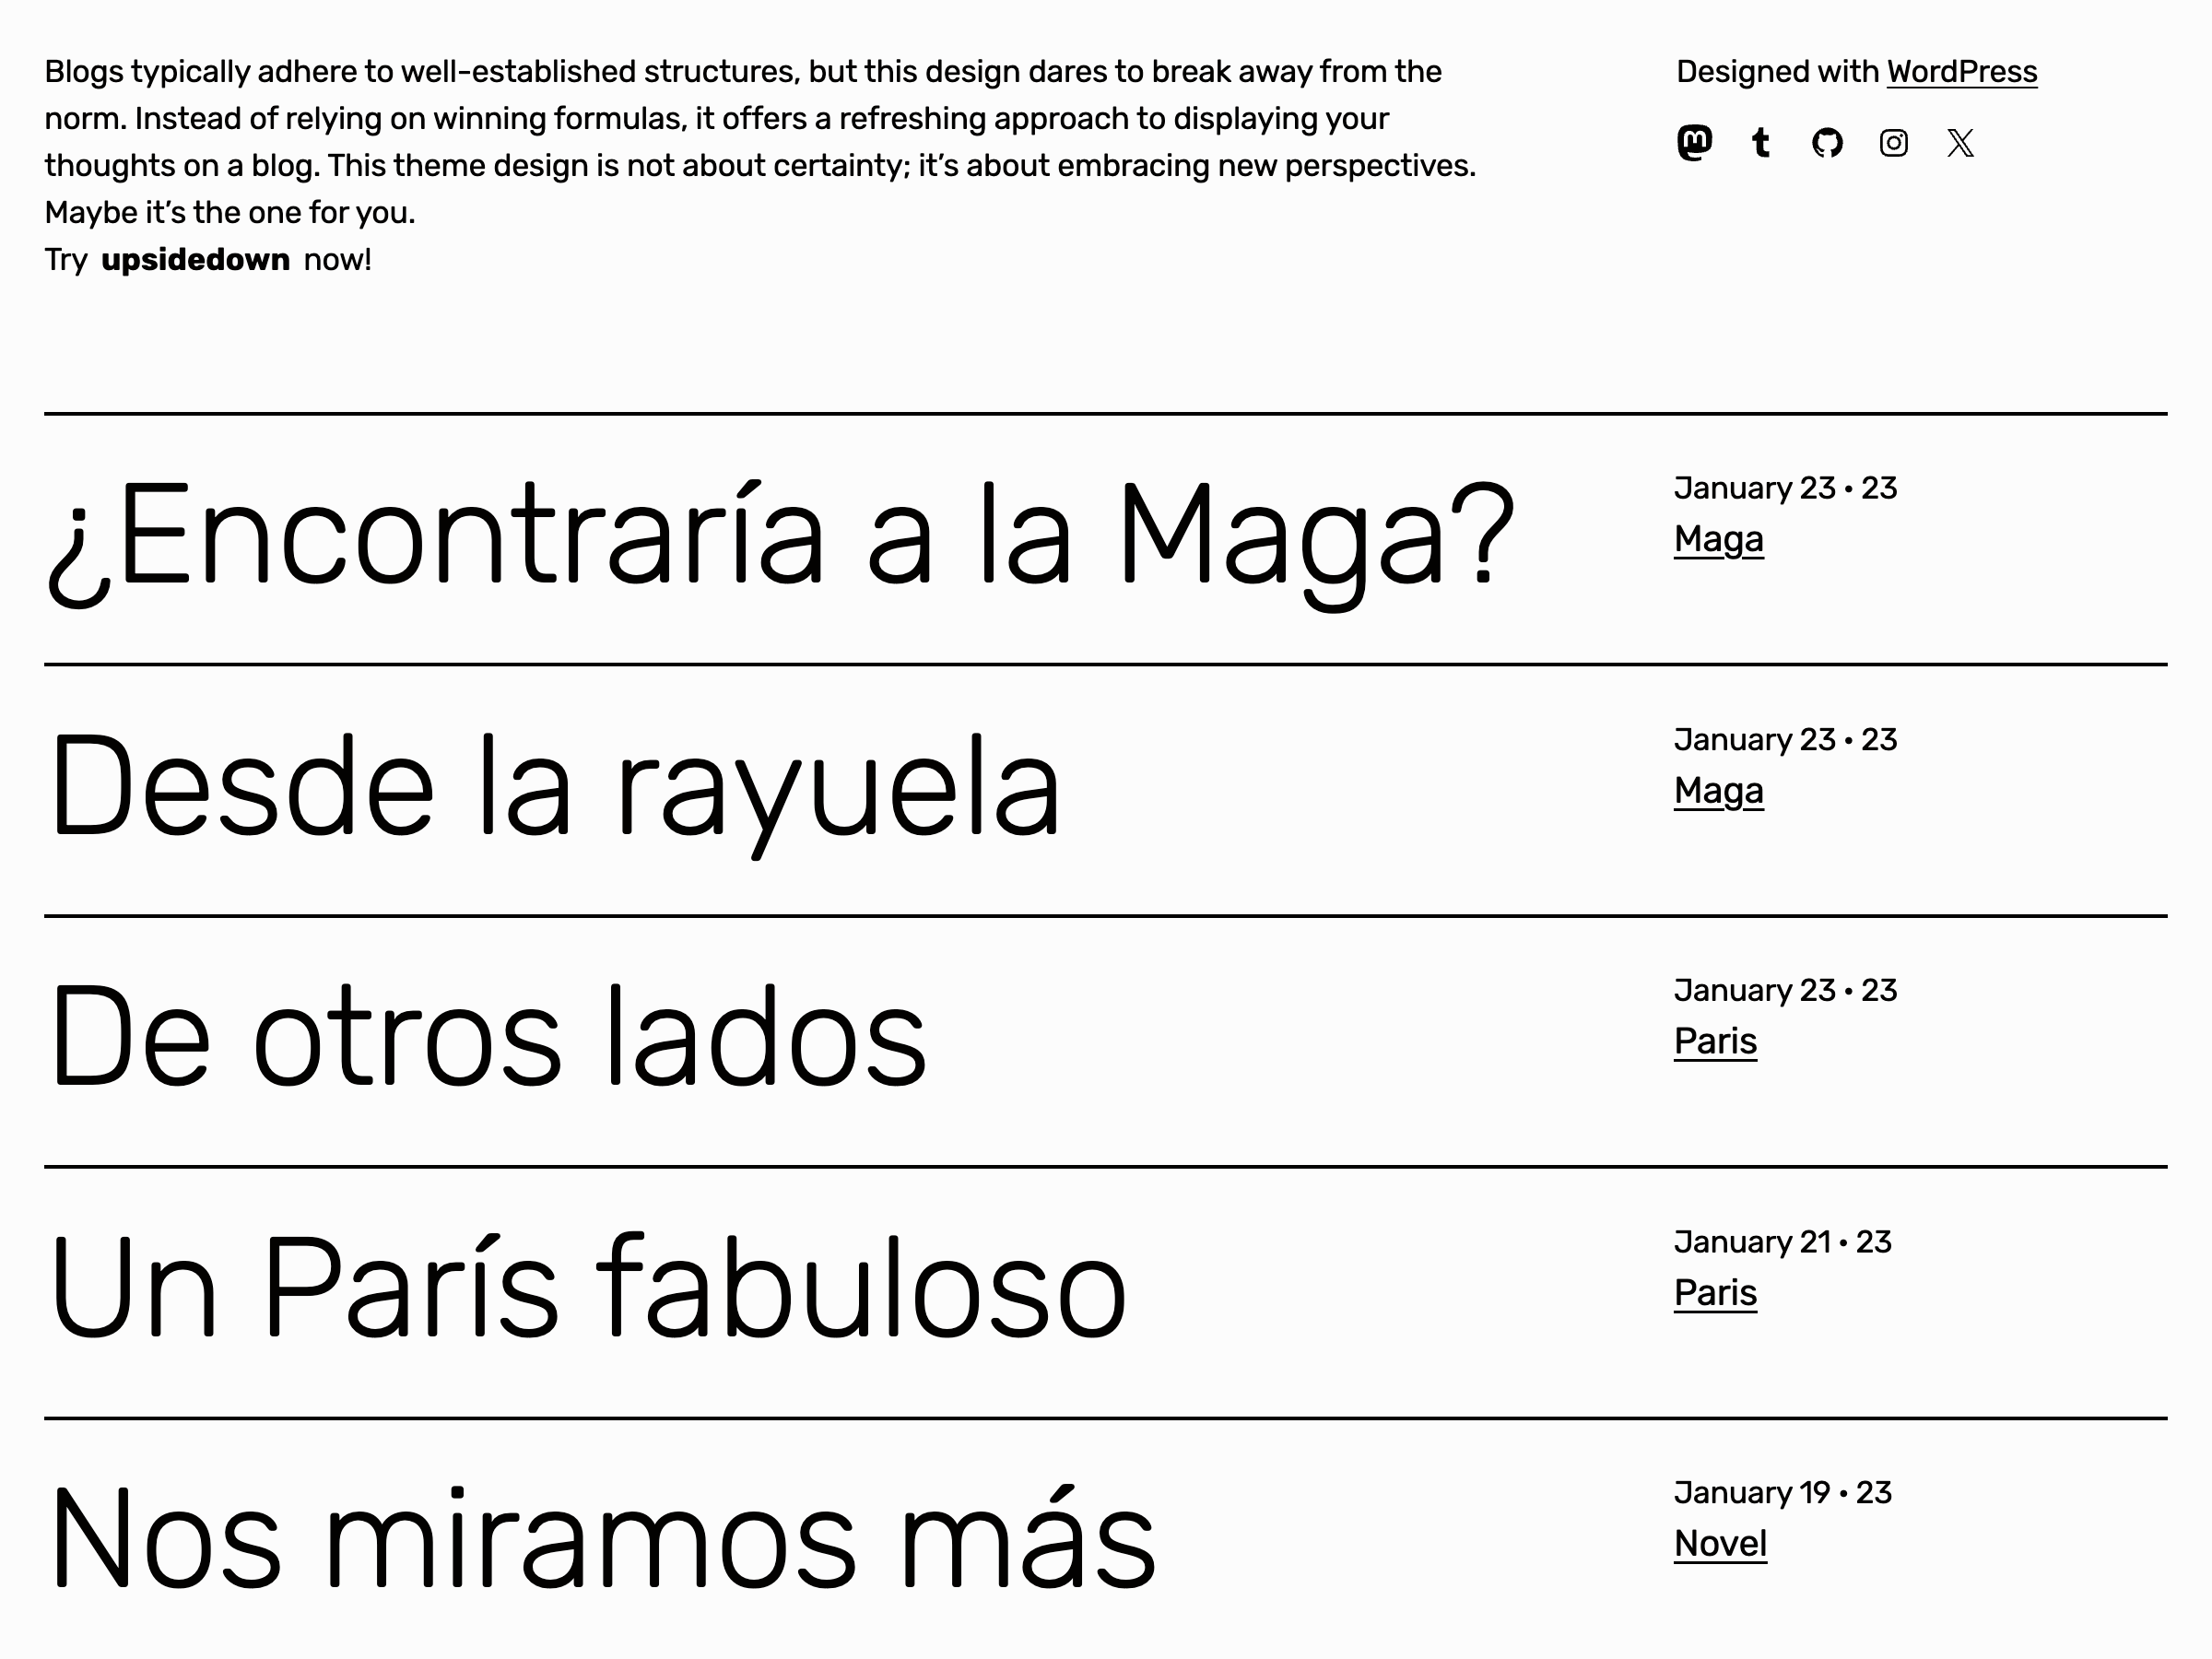 Blogs typically adhere to well-established structures, but this design dares to break away from the
norm. Instead of relying on winning formulas, it offers a refreshing approach to displaying your
thoughts on a blog. This theme design is not about certainty; it’s about embracing new perspectives.
Maybe it’s the one for you.
Try upsidedown now!
Designed with WordPress
¿Encontraría a la Maga?
January 23 • 23
Maga
Desde la rayuela
January 23 • 23
Maga
De otros lados
January 23 • 23
Paris
Un París fabuloso
January 21 • 23
Paris
Nos miramos más
January 19 • 23
Novel